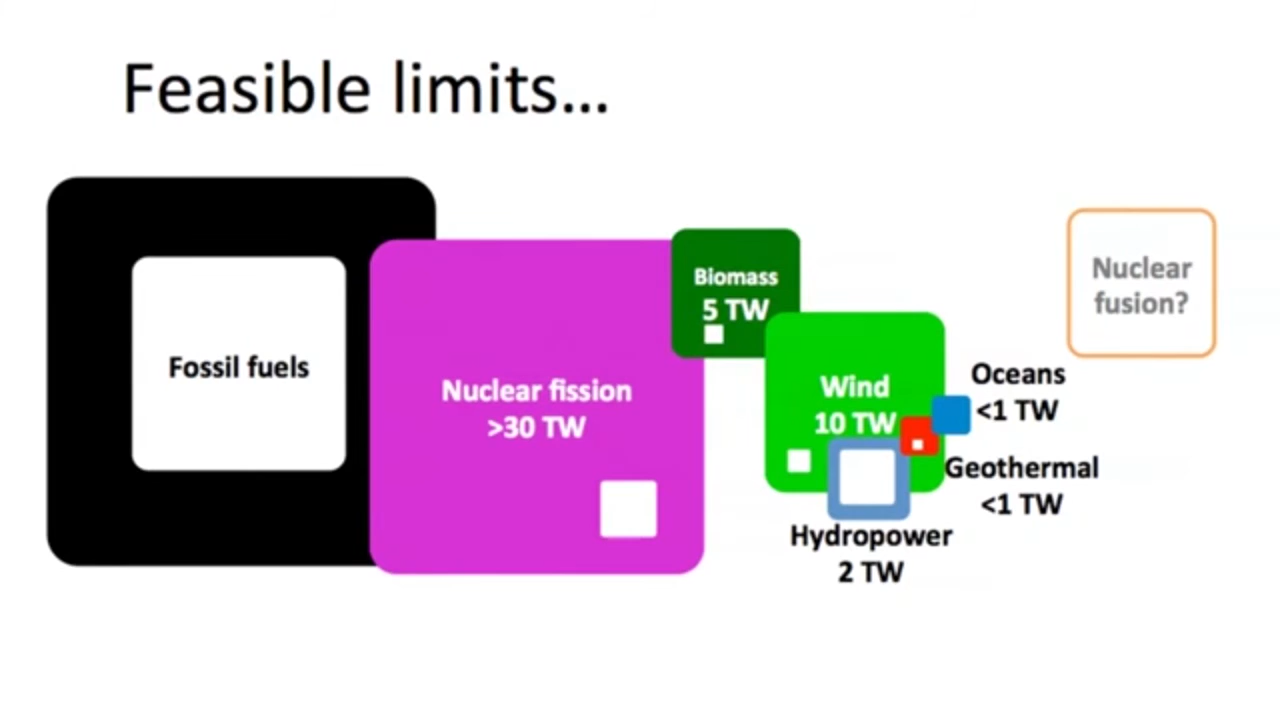 Feasible limits...
Fossil fuels
Nuclear fission
>30 TW
Biomass
5 TW
Wind
10 TW
Oceans
<1 TW
Geothermal
<1 TW
Hydropower
2 TW
Nuclear
fusion?